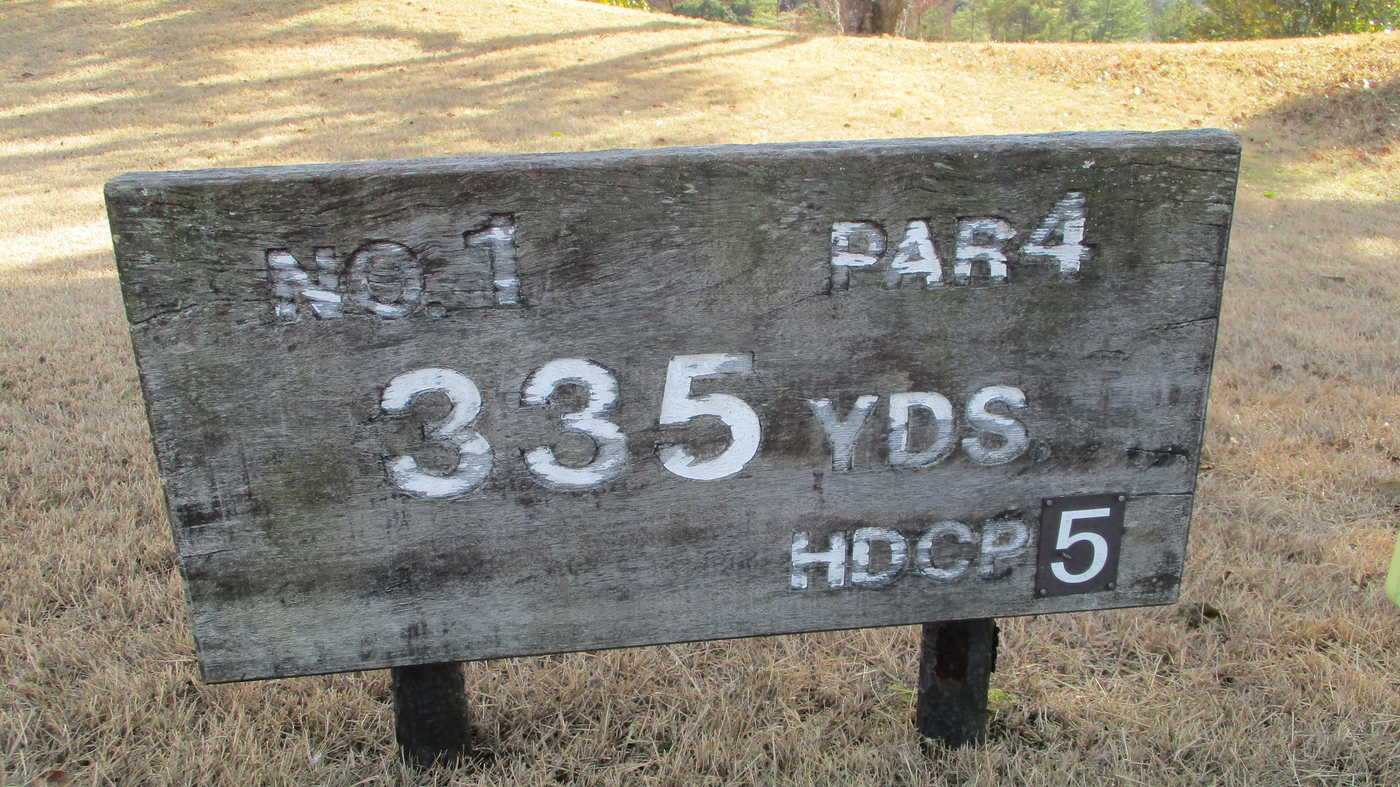 NO.1 PAR4
335 YDS
HDCP 5